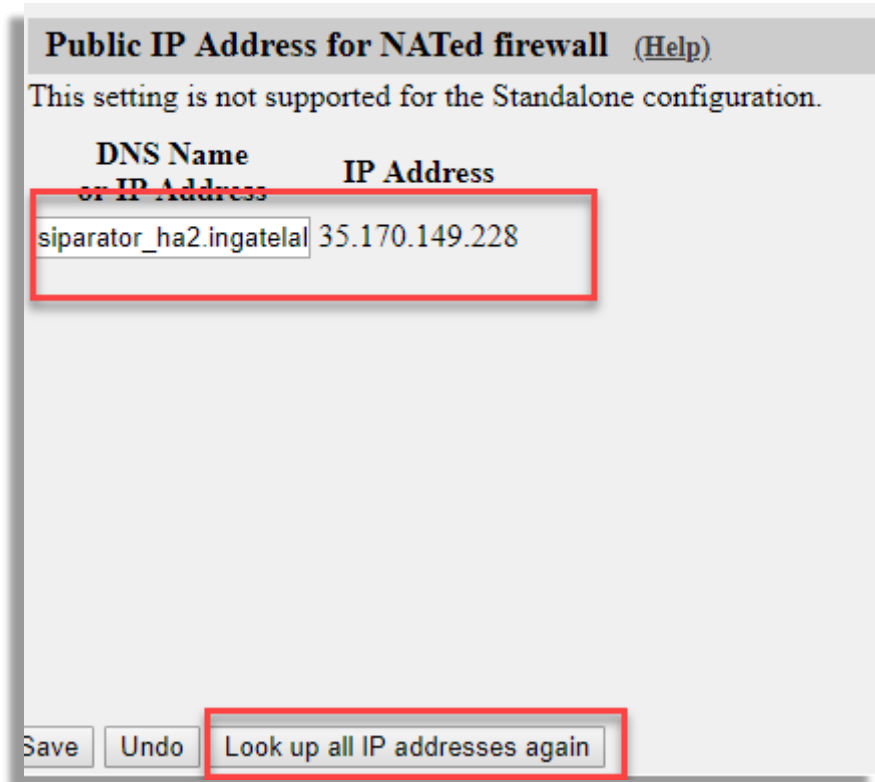 Public IP Address for NATed firewall (Help)
This setting is not supported for the Standalone configuration.
DNS Name
or IP Address IP Address
siparator_ha2.ingatelal 35.170.149.228
Save Undo Look up all IP addresses again